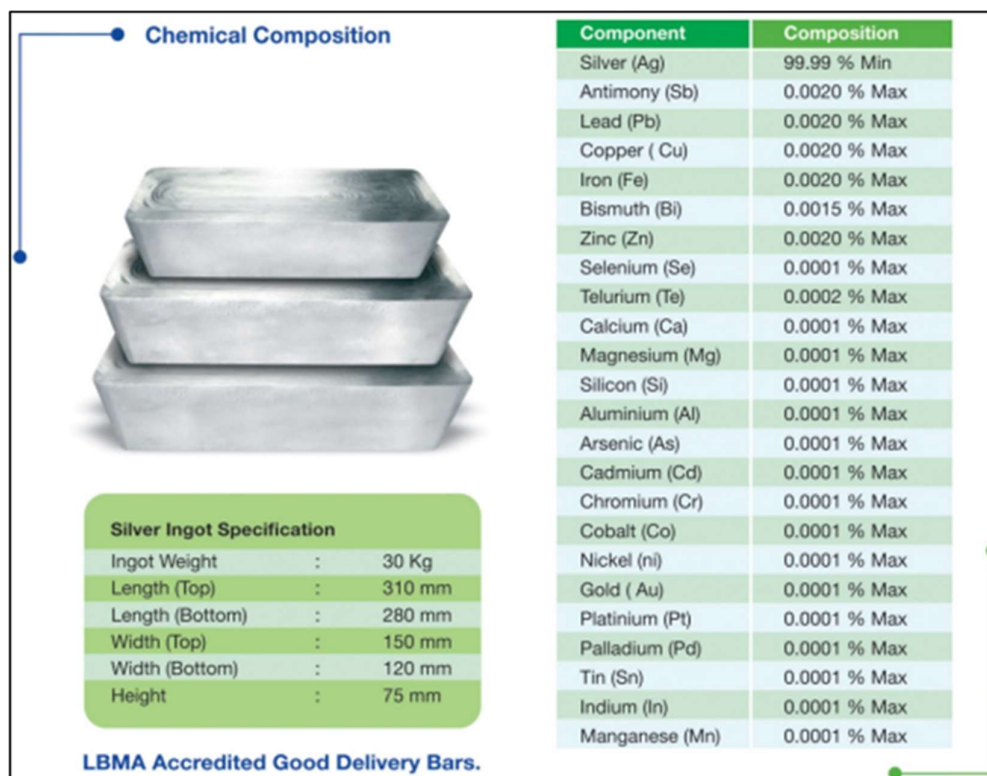 Chemical Composition
Silver Ingot Specification
Ingot Weight : 30 Kg
Length (Top) : 310 mm
Length (Bottom) : 280 mm
Width (Top) : 150 mm
Width (Bottom) : 120 mm
Height : 75 mm
LBMA Accredited Good Delivery Bars.
Component Composition
Silver (Ag) 99.99 % Min
Antimony (Sb) 0.0020 % Max
Lead (Pb) 0.0020 % Max
Copper ( Cu) 0.0020 % Max
Iron (Fe) 0.0020 % Max
Bismuth (Bi) 0.0015 % Max
Zinc (Zn) 0.0020 % Max
Selenium (Se) 0.0001 % Max
Telurium (Te) 0.0002 % Max
Calcium (Ca) 0.0001 % Max
Magnesium (Mg) 0.0001 % Max
Silicon (Si) 0.0001 % Max
Aluminium (Al) 0.0001 % Max
Arsenic (As) 0.0001 % Max
Cadmium (Cd) 0.0001 % Max
Chromium (Cr) 0.0001 % Max
Cobalt (Co) 0.0001 % Max
Nickel (ni) 0.0001 % Max
Gold ( Au) 0.0001 % Max
Platinium (Pt) 0.0001 % Max
Palladium (Pd) 0.0001 % Max
Tin (Sn) 0.0001 % Max
Indium (In) 0.0001 % Max
Manganese (Mn) 0.0001 % Max